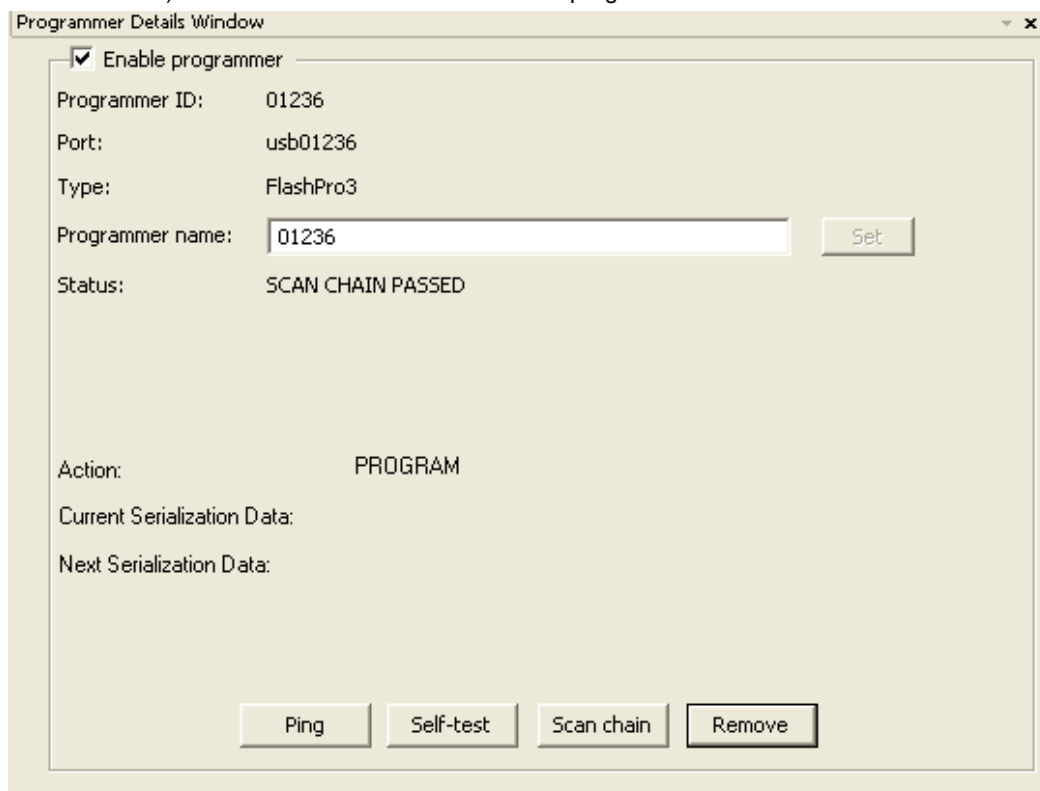 Programmer Details Window
Enable programmer
Programmer ID: 01236
Port: usb01236
Type: FlashPro3
Programmer name: 01236 Set
Status: SCAN CHAIN PASSED
Action: PROGRAM
Current Serialization Data:
Next Serialization Data:
Ping Self-test Scan chain Remove